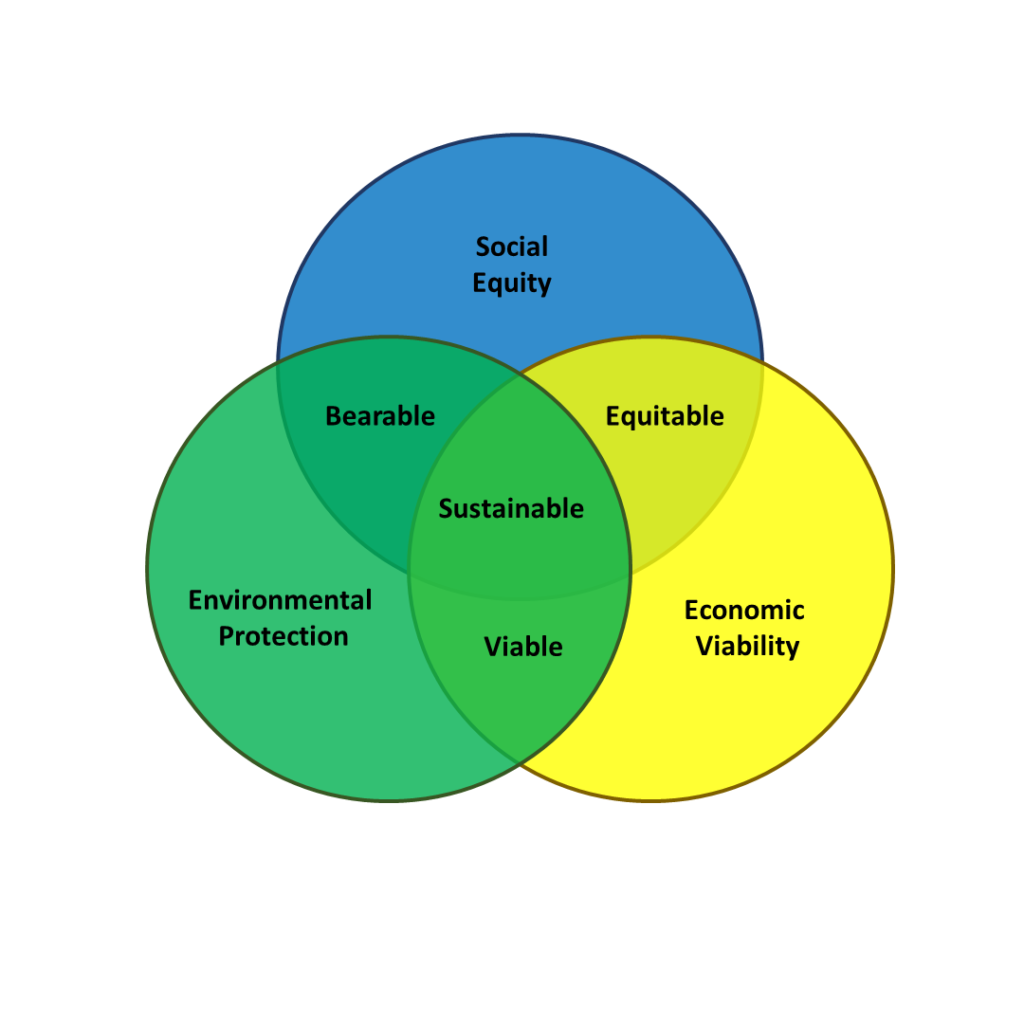 Social
Equity
Bearable
Equitable
Sustainable
Environmental
Protection
Economic
Viability
Viable